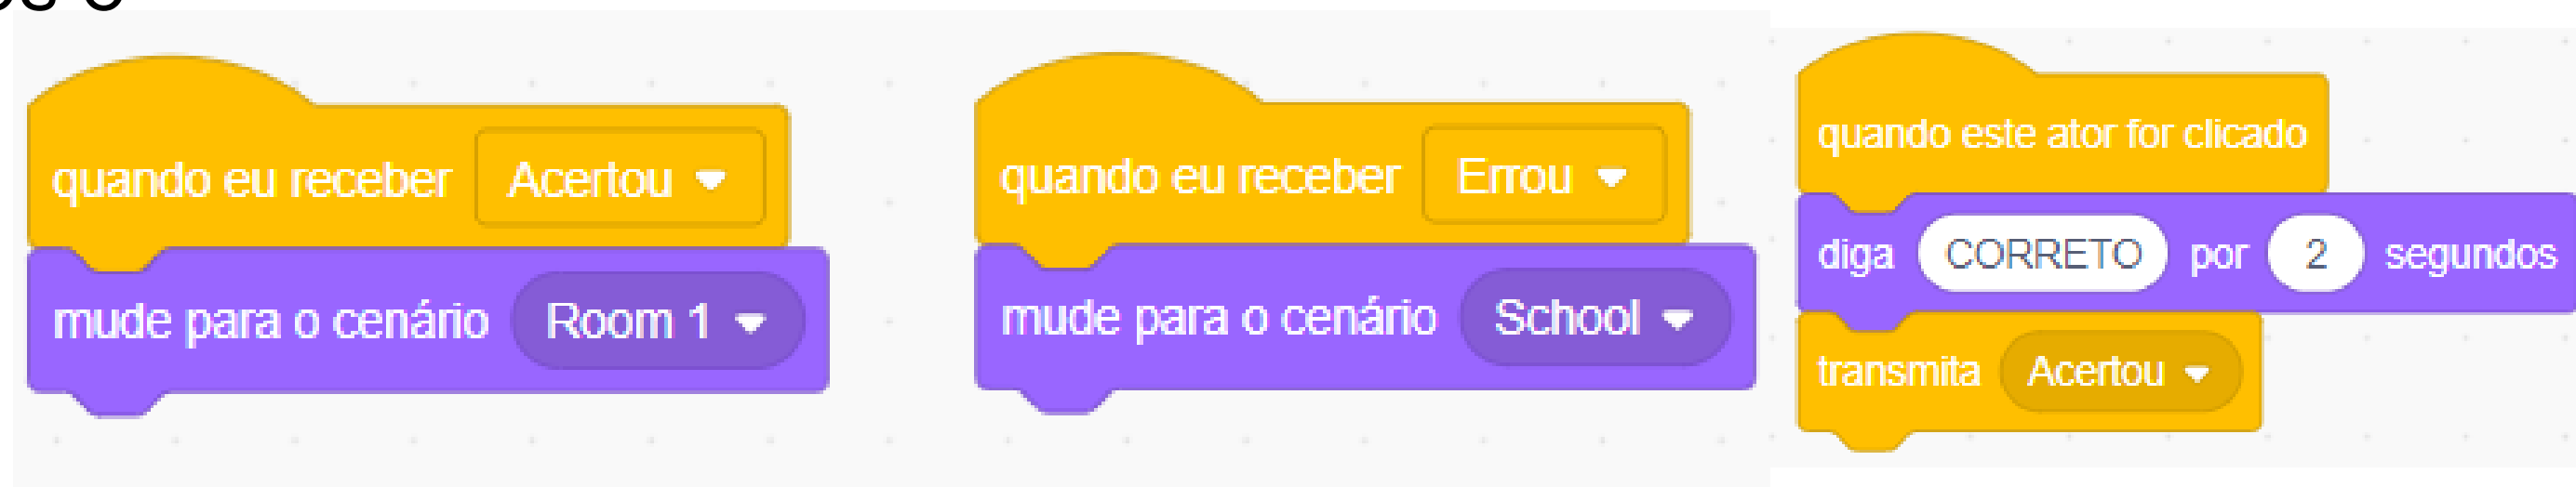 quando eu receber Acertou
mude para o cenário Room 1
quando eu receber Errou
mude para o cenário School
quando este ator for clicado
diga CORRETO por 2 segundos
transmita Acertou